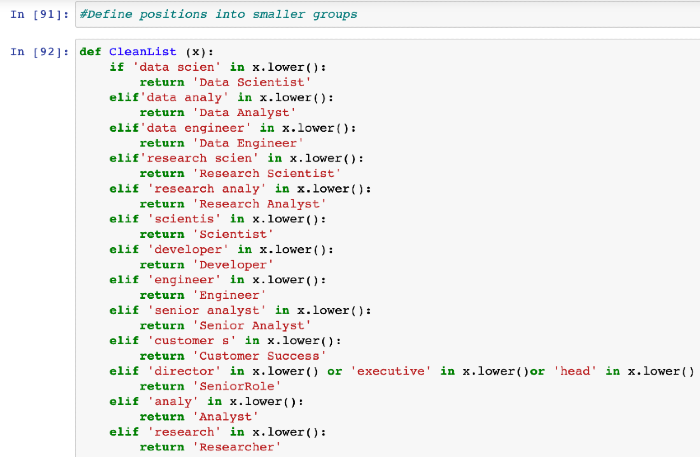 In [91]: #Define positions into smaller groups
In [92]: def CleanList (x):
    if 'data scien' in x.lower():
        return 'Data Scientist'
    elif'data analy' in x.lower():
        return 'Data Analyst'
    elif'data engineer' in x.lower():
        return 'Data Engineer'
    elif'research scien' in x.lower():
        return 'Research Scientist'
    elif 'research analy' in x.lower():
        return 'Research Analyst'
    elif 'scientis' in x.lower():
        return 'Scientist'
    elif 'developer' in x.lower():
        return 'Developer'
    elif 'engineer' in x.lower():
        return 'Engineer'
    elif 'senior analyst' in x.lower():
        return 'Senior Analyst'
    elif 'customer s' in x.lower():
        return 'Customer Success'
    elif 'director' in x.lower() or 'executive' in x.lower()or 'head' in x.lower()
        return 'SeniorRole'
    elif 'analy' in x.lower():
        return 'Analyst'
    elif 'research' in x.lower():
        return 'Researcher'